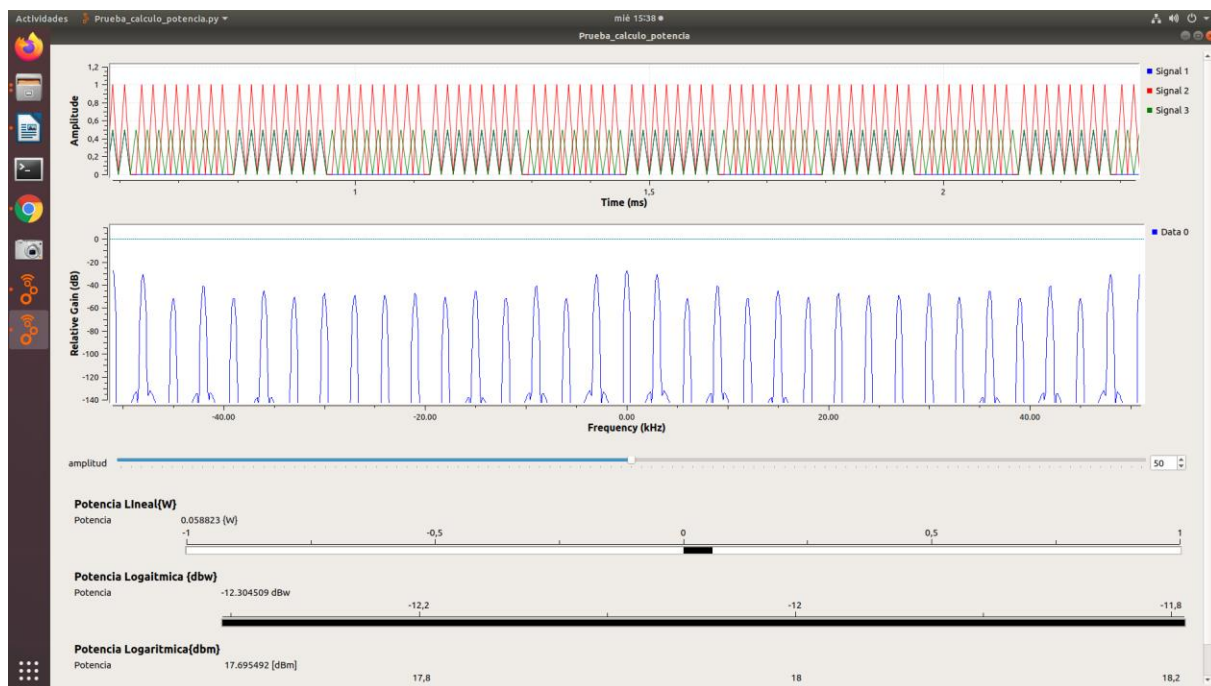 Actividades Prueba_calculo_potencia.py mié 15:38
Prueba_calculo_potencia
1,2
1
0,8
0,6
0,4
0,2
0
Amplitude
1 1,5 2
Time (ms)
Signal 1
Signal 2
Signal 3
0
-20
-40
-60
-80
-100
-120
-140
Relative Gain (dB)
-40.00 -20.00 0.00 20.00 40.00
Frequency (kHz)
Data 0
amplitud 50
Potencia LIneal{W}
Potencia 0.058823 {W}
-1 -0,5 0 0,5 1
Potencia Logaitmica {dbw}
Potencia -12.304509 dBw
-12,2 -12 -11,8
Potencia Logaritmica{dbm}
Potencia 17.695492 [dBm]
17,8 18 18,2